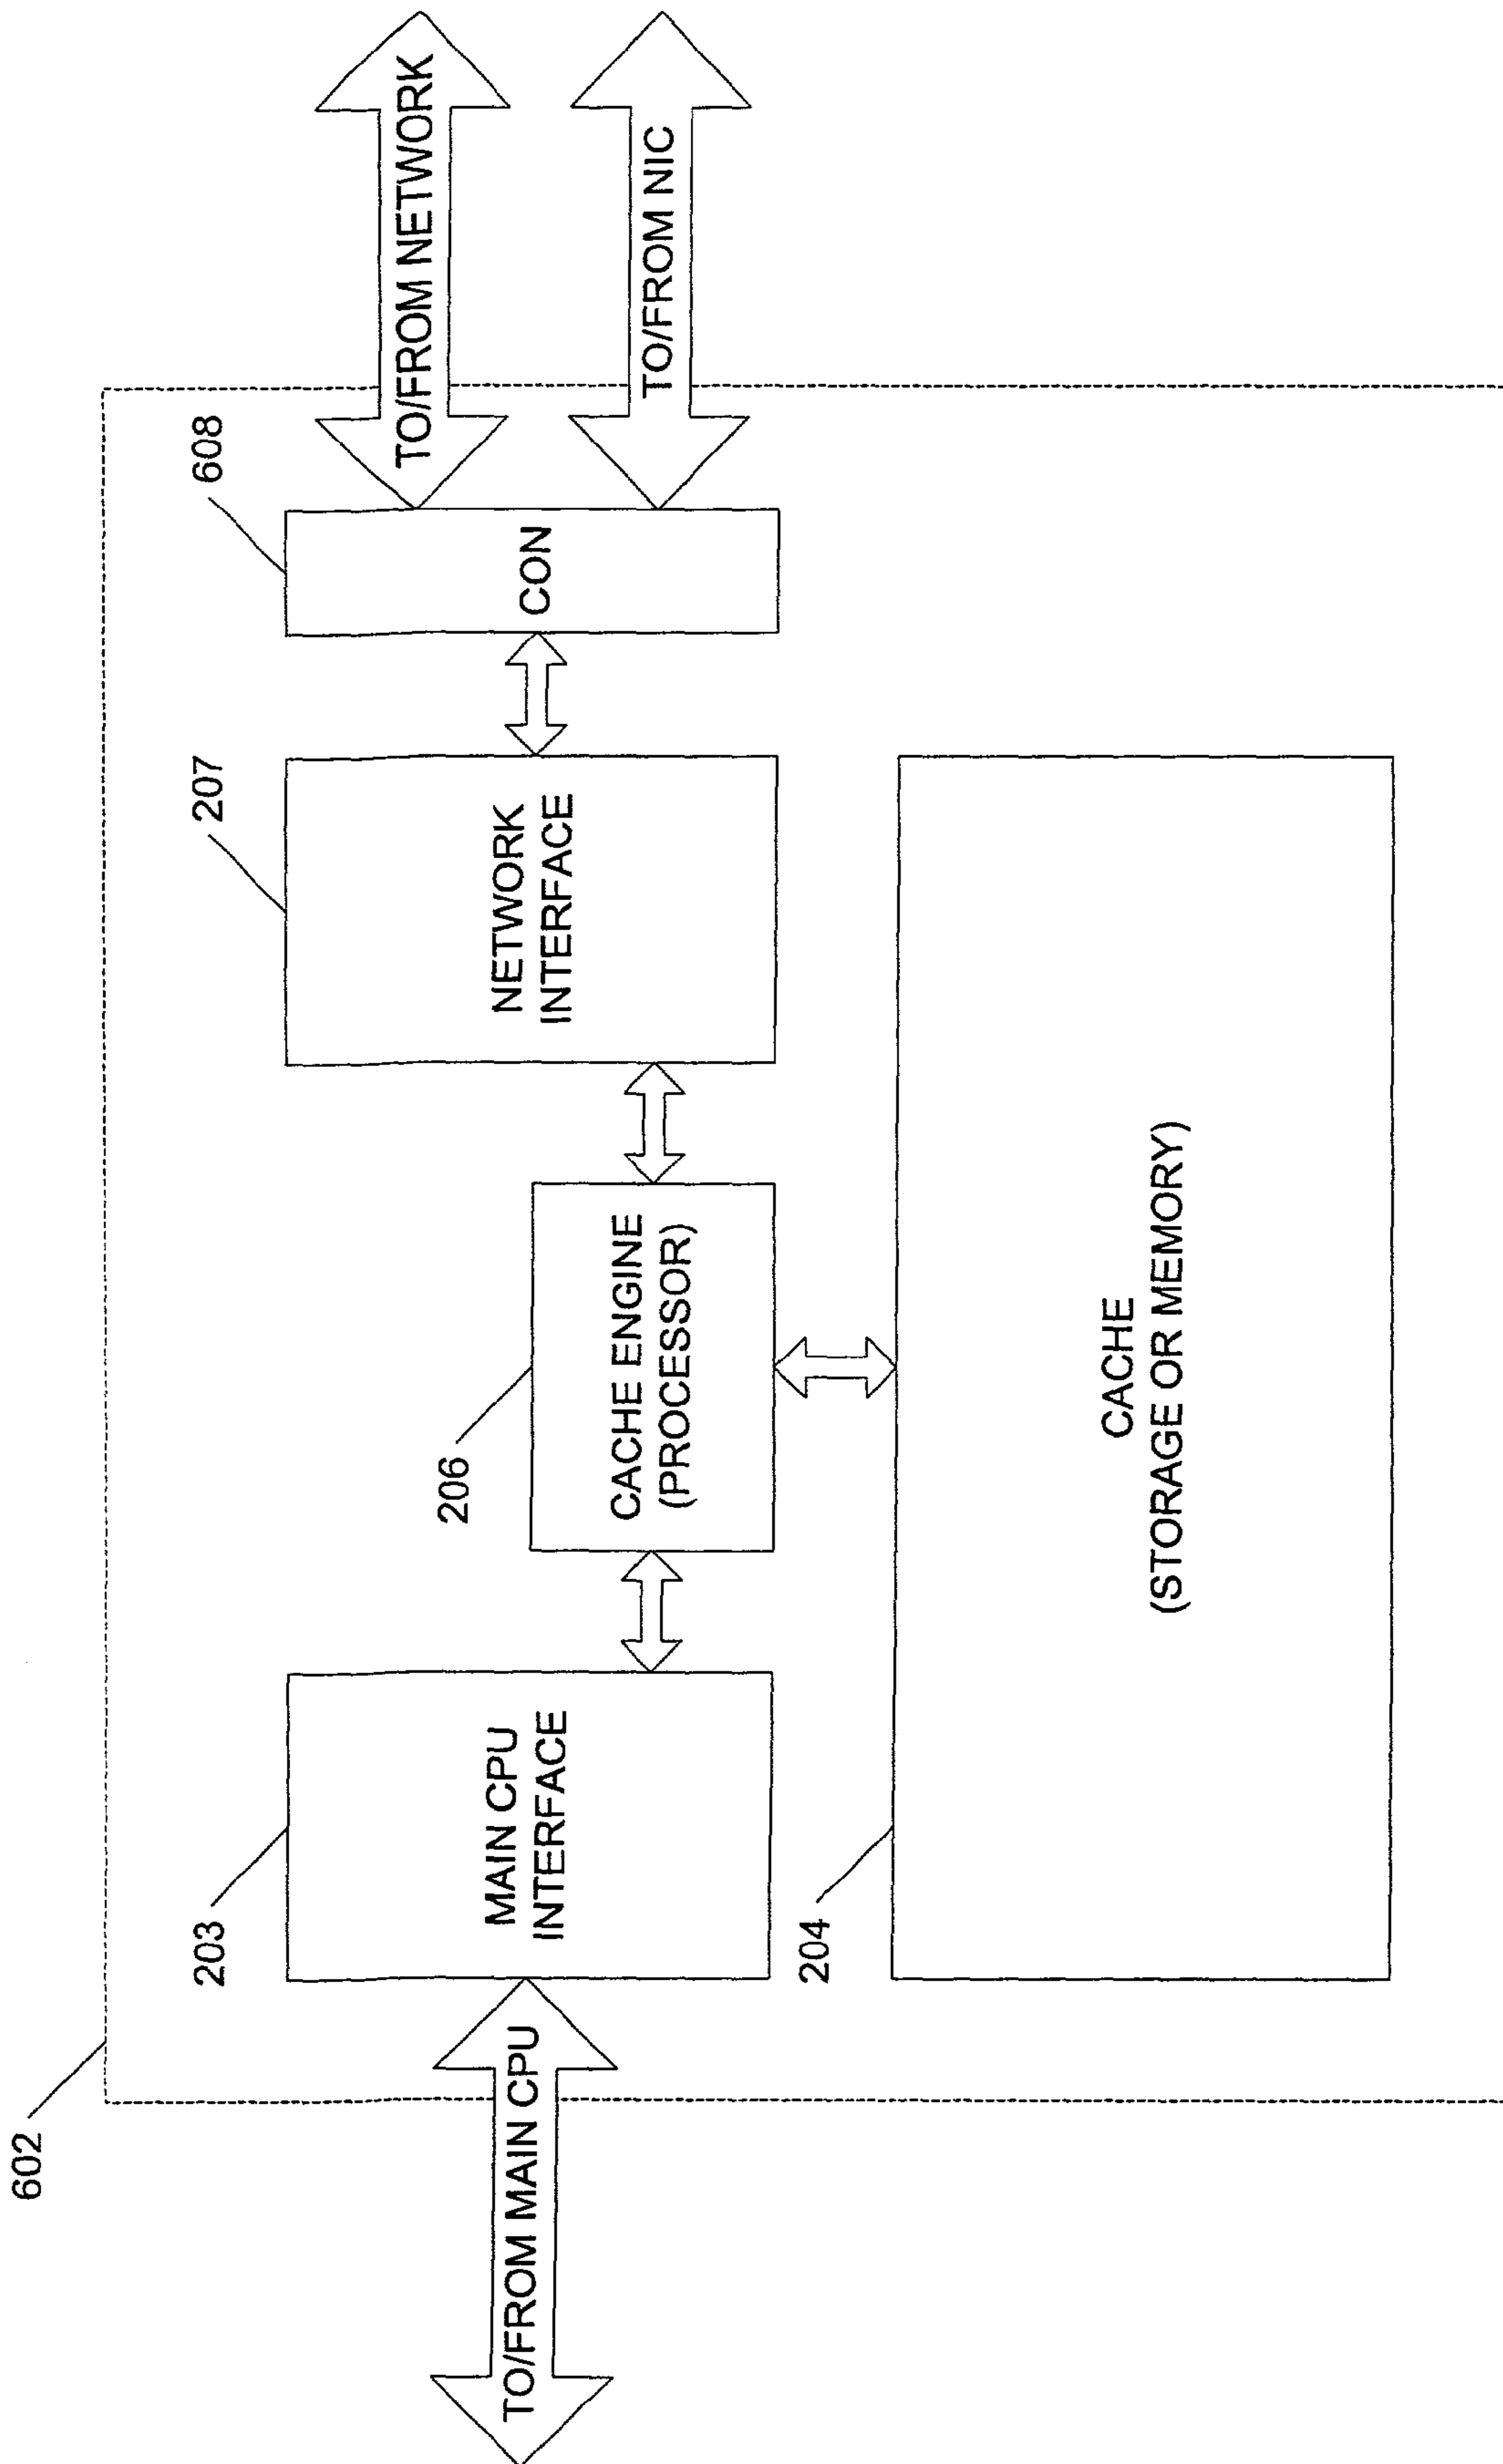 602
TO/FROM MAIN CPU
203
MAIN CPU
INTERFACE
206
CACHE ENGINE
(PROCESSOR)
207
NETWORK
INTERFACE
608
CON
TO/FROM NETWORK
TO/FROM NIC
204
CACHE
(STORAGE OR MEMORY)